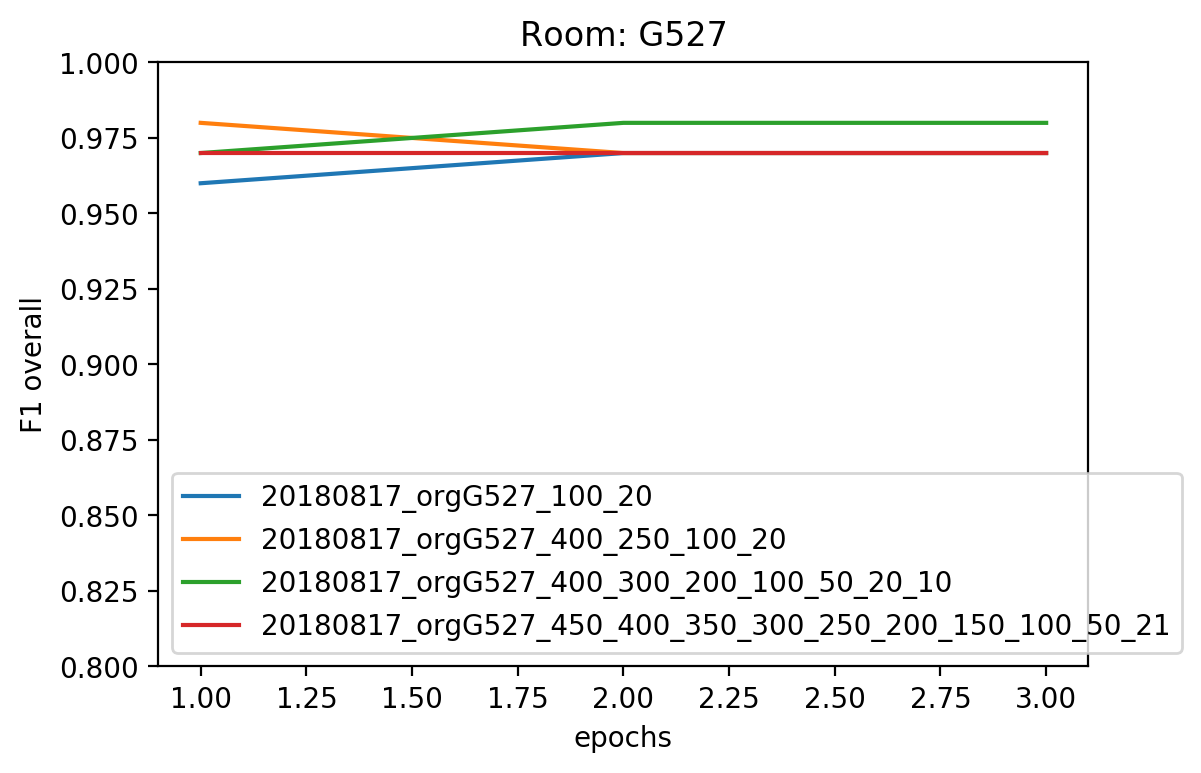 Room: G527
1.000
0.975
0.950
0.925
0.900
0.875
0.850
0.825
0.800
F1 overall
20180817_orgG527_100_20
20180817_orgG527_400_250_100_20
20180817_orgG527_400_300_200_100_50_20_10
20180817_orgG527_450_400_350_300_250_200_150_100_50_21
1.00 1.25 1.50 1.75 2.00 2.25 2.50 2.75 3.00
epochs